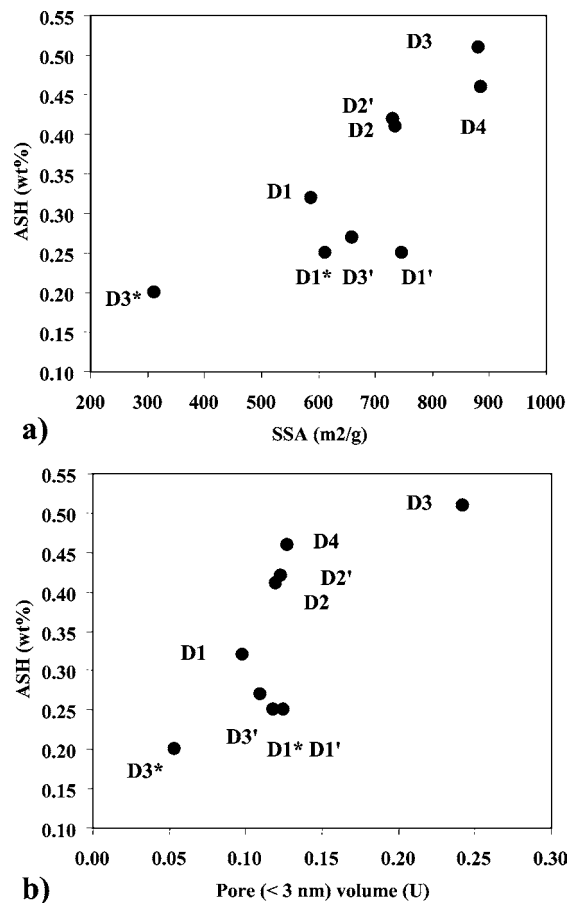 0.55
D3
0.50
D4
0.45
D2'
D2
0.40
ASH (wt%)
0.35
D1
0.30
0.25
D1* D3' D1'
0.20
D3*
0.15
0.10
200 300 400 500 600 700 800 900 1000
a)
SSA (m2/g)
0.55
D3
0.50
D4
0.45
D2'
0.40
D2
ASH (wt%)
0.35
D1
0.30
0.25
D3' D1* D1'
0.20
D3*
0.15
0.10
0.00 0.05 0.10 0.15 0.20 0.25 0.30
b)
Pore (< 3 nm) volume (U)